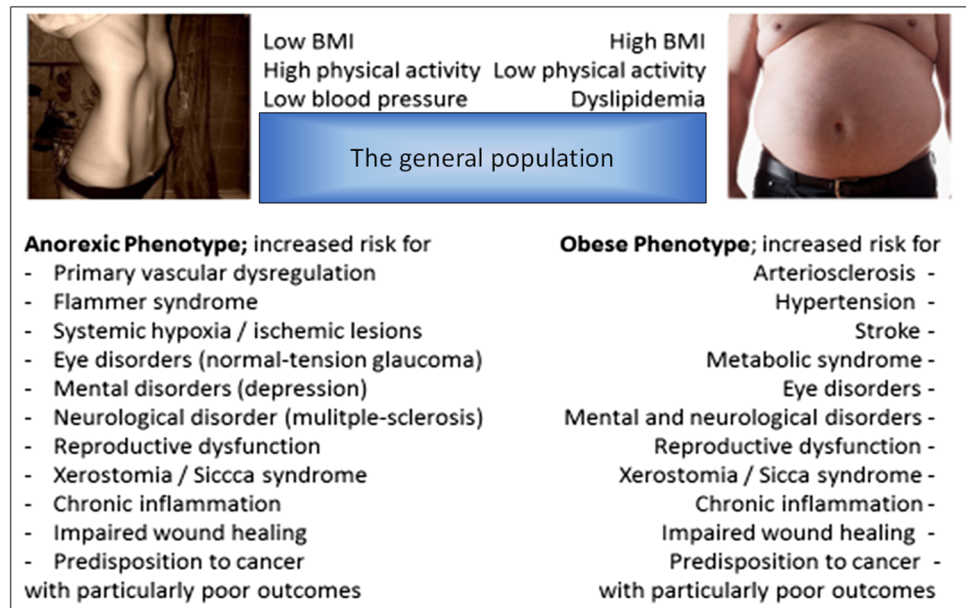 Low BMI
High physical activity
Low blood pressure
High BMI
Low physical activity
Dyslipidemia
The general population
Anorexic Phenotype; increased risk for
- Primary vascular dysregulation
- Flammer syndrome
- Systemic hypoxia / ischemic lesions
- Eye disorders (normal-tension glaucoma)
- Mental disorders (depression)
- Neurological disorder (mulitple-sclerosis)
- Reproductive dysfunction
- Xerostomia / Siccca syndrome
- Chronic inflammation
- Impaired wound healing
- Predisposition to cancer
with particularly poor outcomes
Obese Phenotype; increased risk for
Arteriosclerosis -
Hypertension -
Stroke -
Metabolic syndrome -
Eye disorders -
Mental and neurological disorders -
Reproductive dysfunction -
Xerostomia / Sicca syndrome -
Chronic inflammation -
Impaired wound healing -
Predisposition to cancer -
with particularly poor outcomes